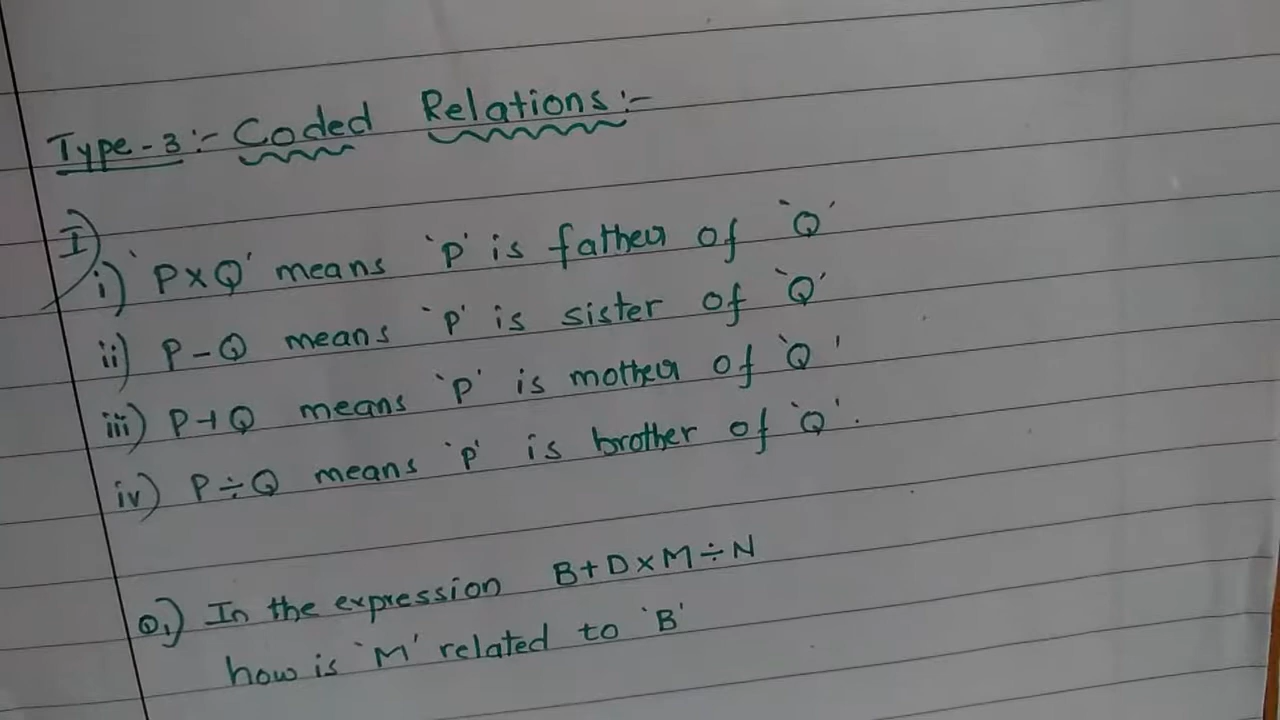 Type-3:- Coded Relations:-
I)
i) 'P×Q' means 'P' is father of 'Q'
ii) P-Q means 'P' is sister of 'Q'
iii) P+Q means 'P' is mother of 'Q'
iv) P÷Q means 'P' is brother of 'Q'.
Q1) In the expression B+D×M÷N
how is 'M' related to 'B'